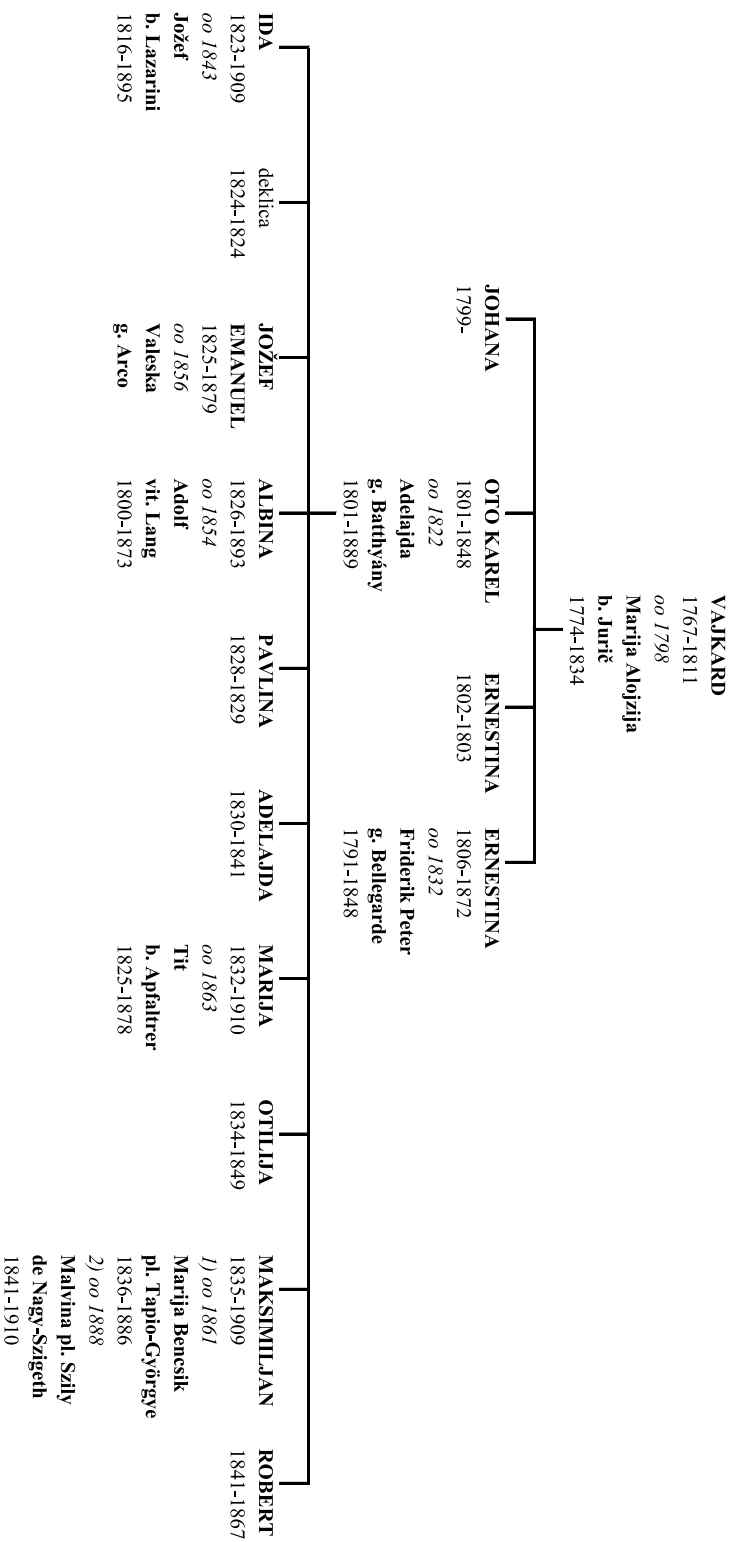 VAJKARD
1767-1811
oo 1798
Marija Alojzija
b. Jurič
1774-1834
JOHANA
1799-
OTO KAREL
1801-1848
oo 1822
Adelajda
g. Batthyány
1801-1889
ERNESTINA
1802-1803
ERNESTINA
1806-1872
oo 1832
Friderik Peter
g. Bellegarde
1791-1848
IDA
1823-1909
oo 1843
Jožef
b. Lazarini
1816-1895
deklica
1824-1824
JOŽEF
EMANUEL
1825-1879
oo 1856
Valeska
g. Arco
ALBINA
1826-1893
oo 1854
Adolf
vit. Lang
1800-1873
PAVLINA
1828-1829
ADELAJDA
1830-1841
MARIJA
1832-1910
oo 1863
Tit
b. Apfaltrer
1825-1878
OTILIJA
1834-1849
MAKSIMILJAN
1835-1909
1) oo 1861
Marija Bencsik
pl. Tapio-Györgye
1836-1886
2) oo 1888
Malvina pl. Szily
de Nagy-Szigeth
1841-1910
ROBERT
1841-1867